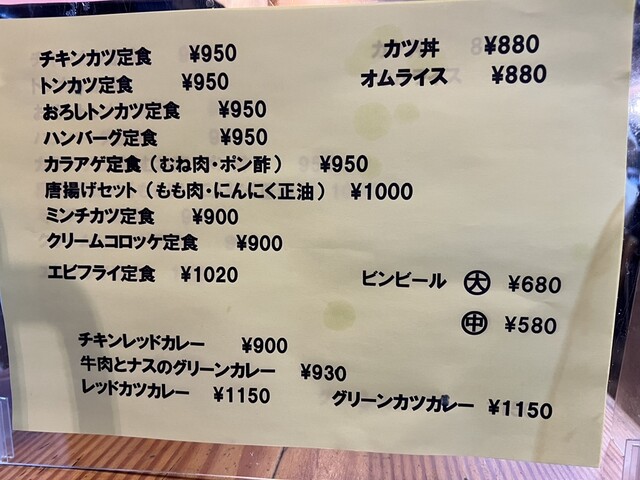 チキンカツ定食 ¥950
トンカツ定食 ¥950
おろしトンカツ定食 ¥950
ハンバーグ定食 ¥950
カラアゲ定食（むね肉・ポン酢） ¥950
唐揚げセット（もも肉・にんにく正油） ¥1000
ミンチカツ定食 ¥900
クリームコロッケ定食 ¥900
エビフライ定食 ¥1020
カツ丼 ¥880
オムライス ¥880
ビンビール ㊛ ¥680
㊥ ¥580
チキンレッドカレー ¥900
牛肉とナスのグリーンカレー ¥930
レッドカツカレー ¥1150
グリーンカツカレー ¥1150